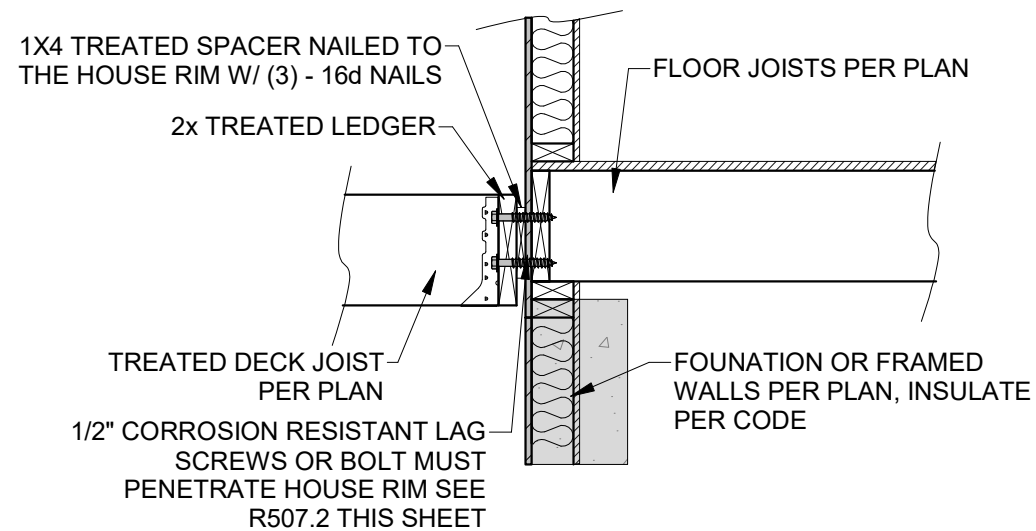 1X4 TREATED SPACER NAILED TO
THE HOUSE RIM W/ (3) - 16d NAILS
2x TREATED LEDGER
FLOOR JOISTS PER PLAN
TREATED DECK JOIST
PER PLAN
1/2" CORROSION RESISTANT LAG
SCREWS OR BOLT MUST
PENETRATE HOUSE RIM SEE
R507.2 THIS SHEET
FOUNATION OR FRAMED
WALLS PER PLAN, INSULATE
PER CODE